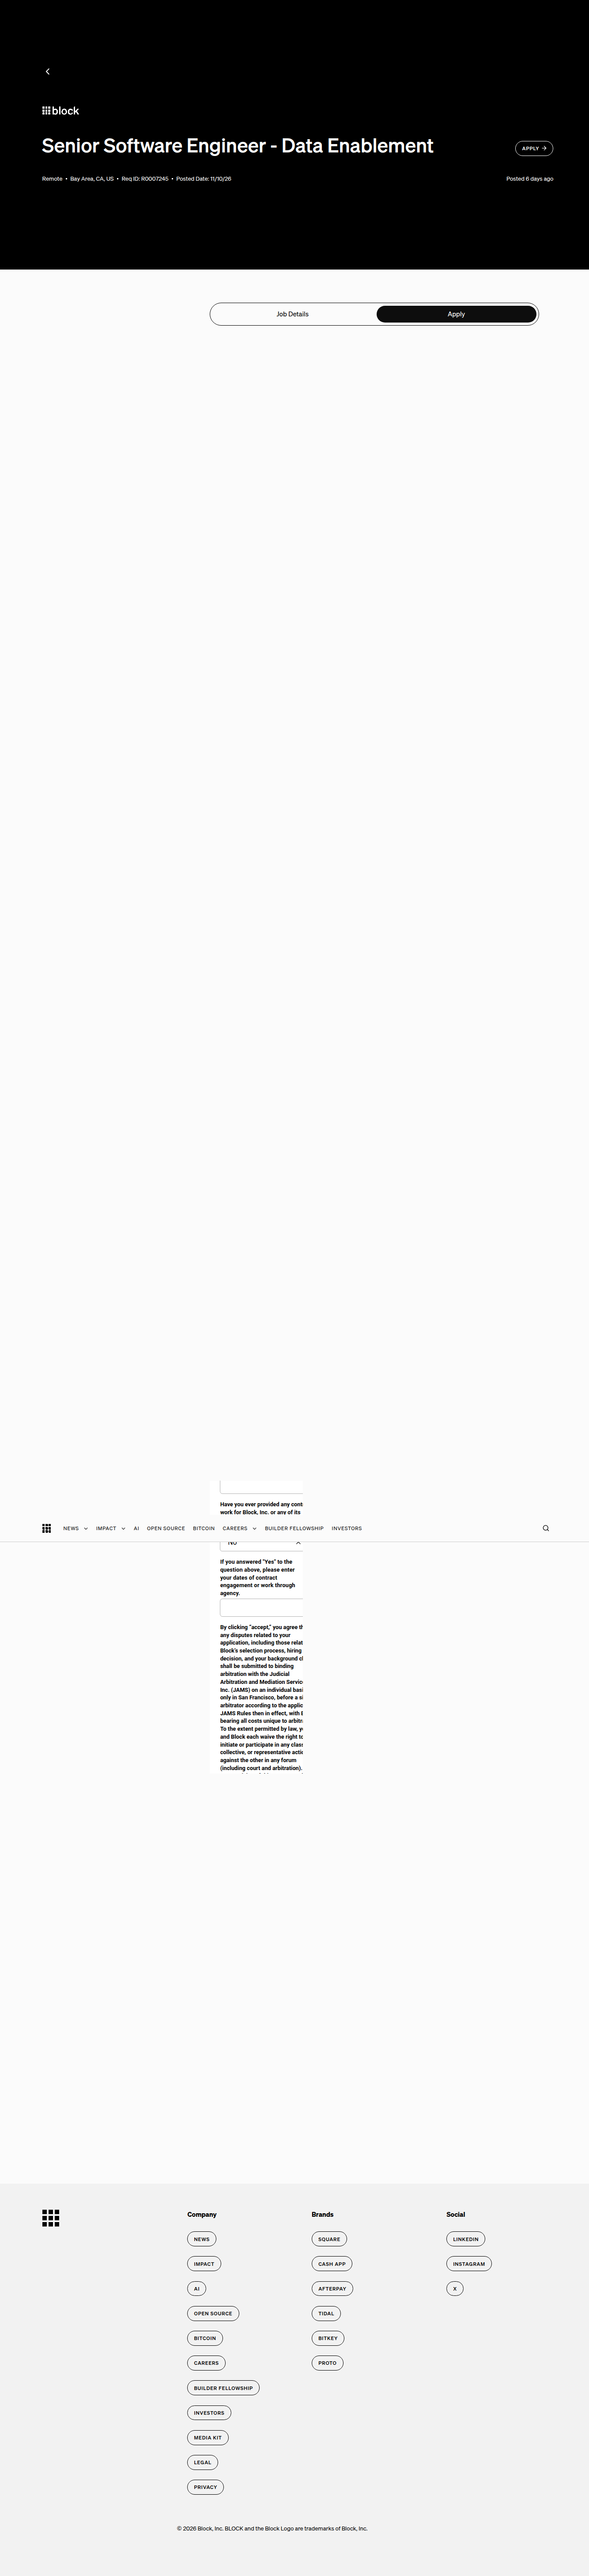 block
Senior Software Engineer - Data Enablement
APPLY
Remote • Bay Area, CA, US • Req ID: R0007245 • Posted Date: 11/10/26
Posted 6 days ago
Job Details
Apply
Have you ever provided any cont
work for Block, Inc. or any of its
NEWS
IMPACT
AI
OPEN SOURCE
BITCOIN
CAREERS
BUILDER FELLOWSHIP
INVESTORS
No
If you answered "Yes" to the
question above, please enter
your dates of contract
engagement or work through
agency.
By clicking "accept," you agree th
any disputes related to your
application, including those relat
Block's selection process, hiring
decision, and your background c
shall be submitted to binding
arbitration with the Judicial
Arbitration and Mediation Servic
Inc. (JAMS) on an individual basi
only in San Francisco, before a si
arbitrator according to the applic
JAMS Rules then in effect, with B
bearing all costs unique to arbitr
To the extent permitted by law, y
and Block each waive the right to
initiate or participate in any class
collective, or representative actic
against the other in any forum
(including court and arbitration).
Company
NEWS
IMPACT
AI
OPEN SOURCE
BITCOIN
CAREERS
BUILDER FELLOWSHIP
INVESTORS
MEDIA KIT
LEGAL
PRIVACY
Brands
SQUARE
CASH APP
AFTERPAY
TIDAL
BITKEY
PROTO
Social
LINKEDIN
INSTAGRAM
X
© 2026 Block, Inc. BLOCK and the Block Logo are trademarks of Block, Inc.